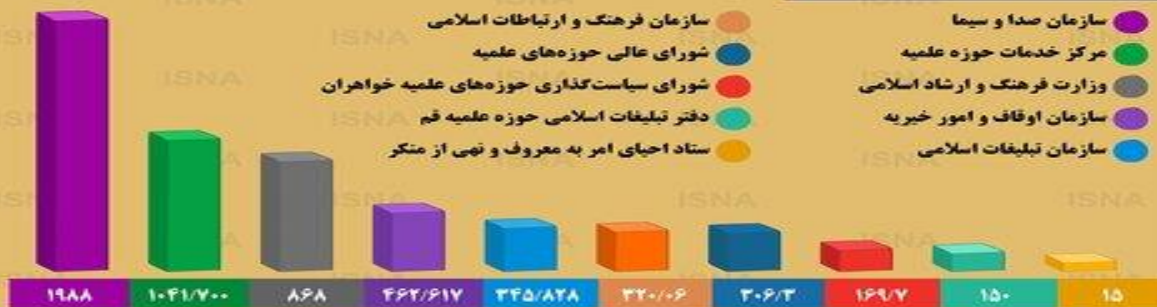 سازمان صدا و سیما
مرکز خدمات حوزه علمیه
وزارت فرهنگ و ارشاد اسلامی
سازمان اوقاف و امور خیریه
سازمان تبلیغات اسلامی
سازمان فرهنگ و ارتباطات اسلامی
شورای عالی حوزه‌های علمیه
شورای سیاست‌گذاری حوزه‌های علمیه خواهران
دفتر تبلیغات اسلامی حوزه علمیه قم
ستاد احیای امر به معروف و نهی از منکر
۱۹۸۸ ۱۰۴۱/۷۰۰ ۸۶۸ ۴۶۲/۶۱۷ ۳۴۵/۸۲۸ ۳۲۰/۰۶ ۳۰۶/۳ ۱۶۹/۷ ۱۵۰ ۱۵
ISNA